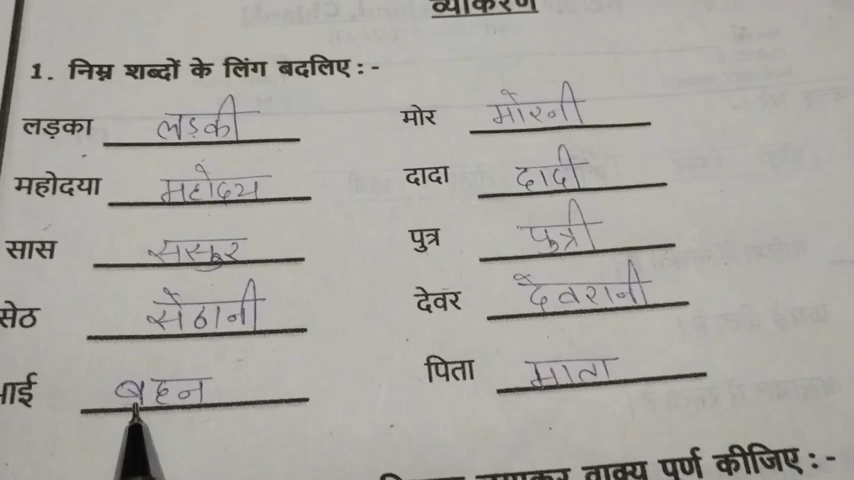 व्याकरण
1. निम्न शब्दों के लिंग बदलिए : -
लड़का लड़की मोर मोरनी
महोदया महोदय दादा दादी
सास ससुर पुत्र पुत्री
सेठ सेठानी देवर देवरानी
बहन पिता माता
वाक्य पूर्ण कीजिए : -